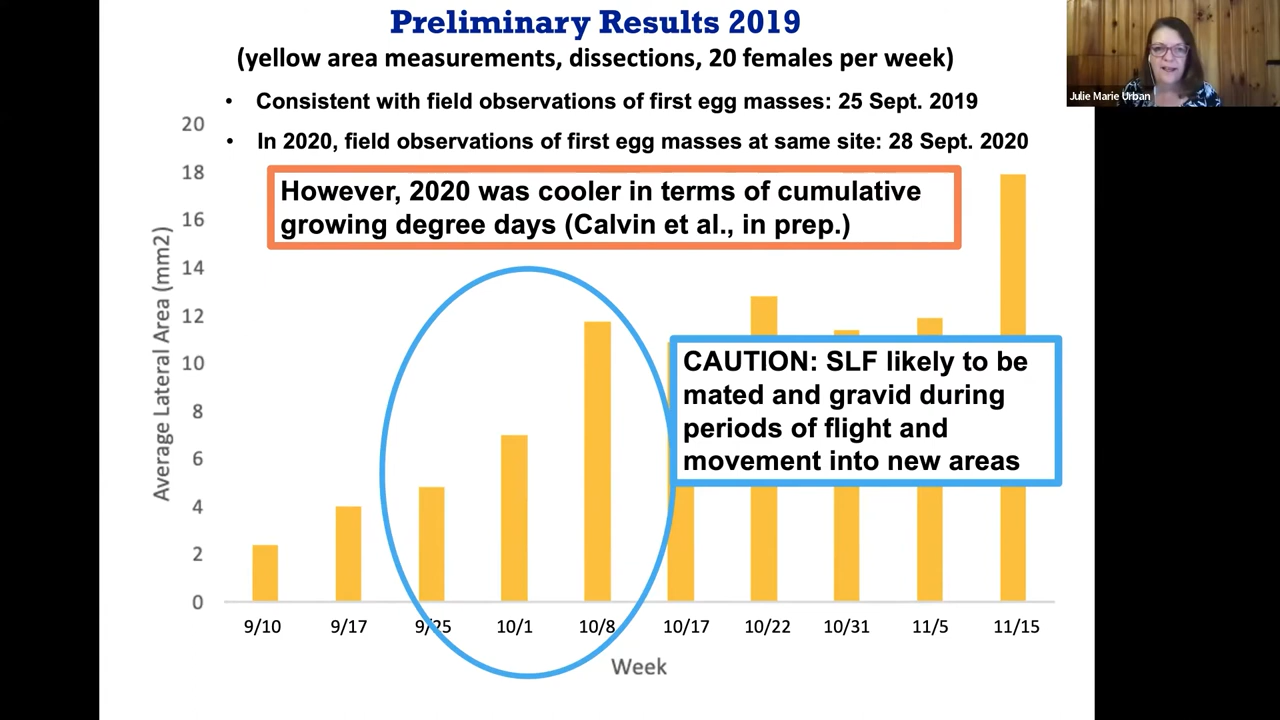 Preliminary Results 2019
(yellow area measurements, dissections, 20 females per week)
Julie Marie Urban
• Consistent with field observations of first egg masses: 25 Sept. 2019
• In 2020, field observations of first egg masses at same site: 28 Sept. 2020
However, 2020 was cooler in terms of cumulative
growing degree days (Calvin et al., in prep.)
CAUTION: SLF likely to be
mated and gravid during
periods of flight and
movement into new areas
Average Lateral Area (mm2)
20
18
16
14
12
10
8
6
4
2
0
9/10 9/17 9/25 10/1 10/8 10/17 10/22 10/31 11/5 11/15
Week